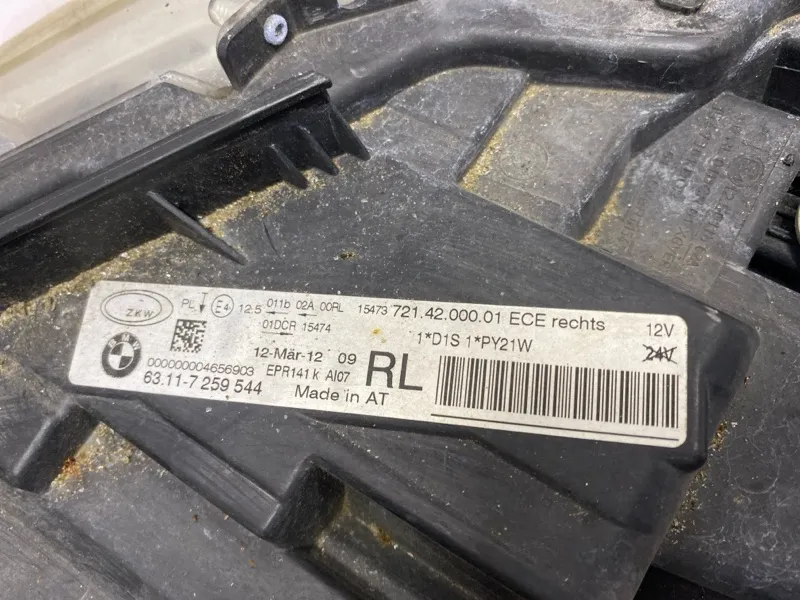 ZKW
PL E4 12.5 011b 02A 00RL 15473 721.42.000.01 ECE rechts 12V
01DCR 15474 1*D1S 1*PY21W 24V
12-Mär-12 09 RL
000000004656903 EPR141 k AI07
63.11-7 259 544 Made in AT